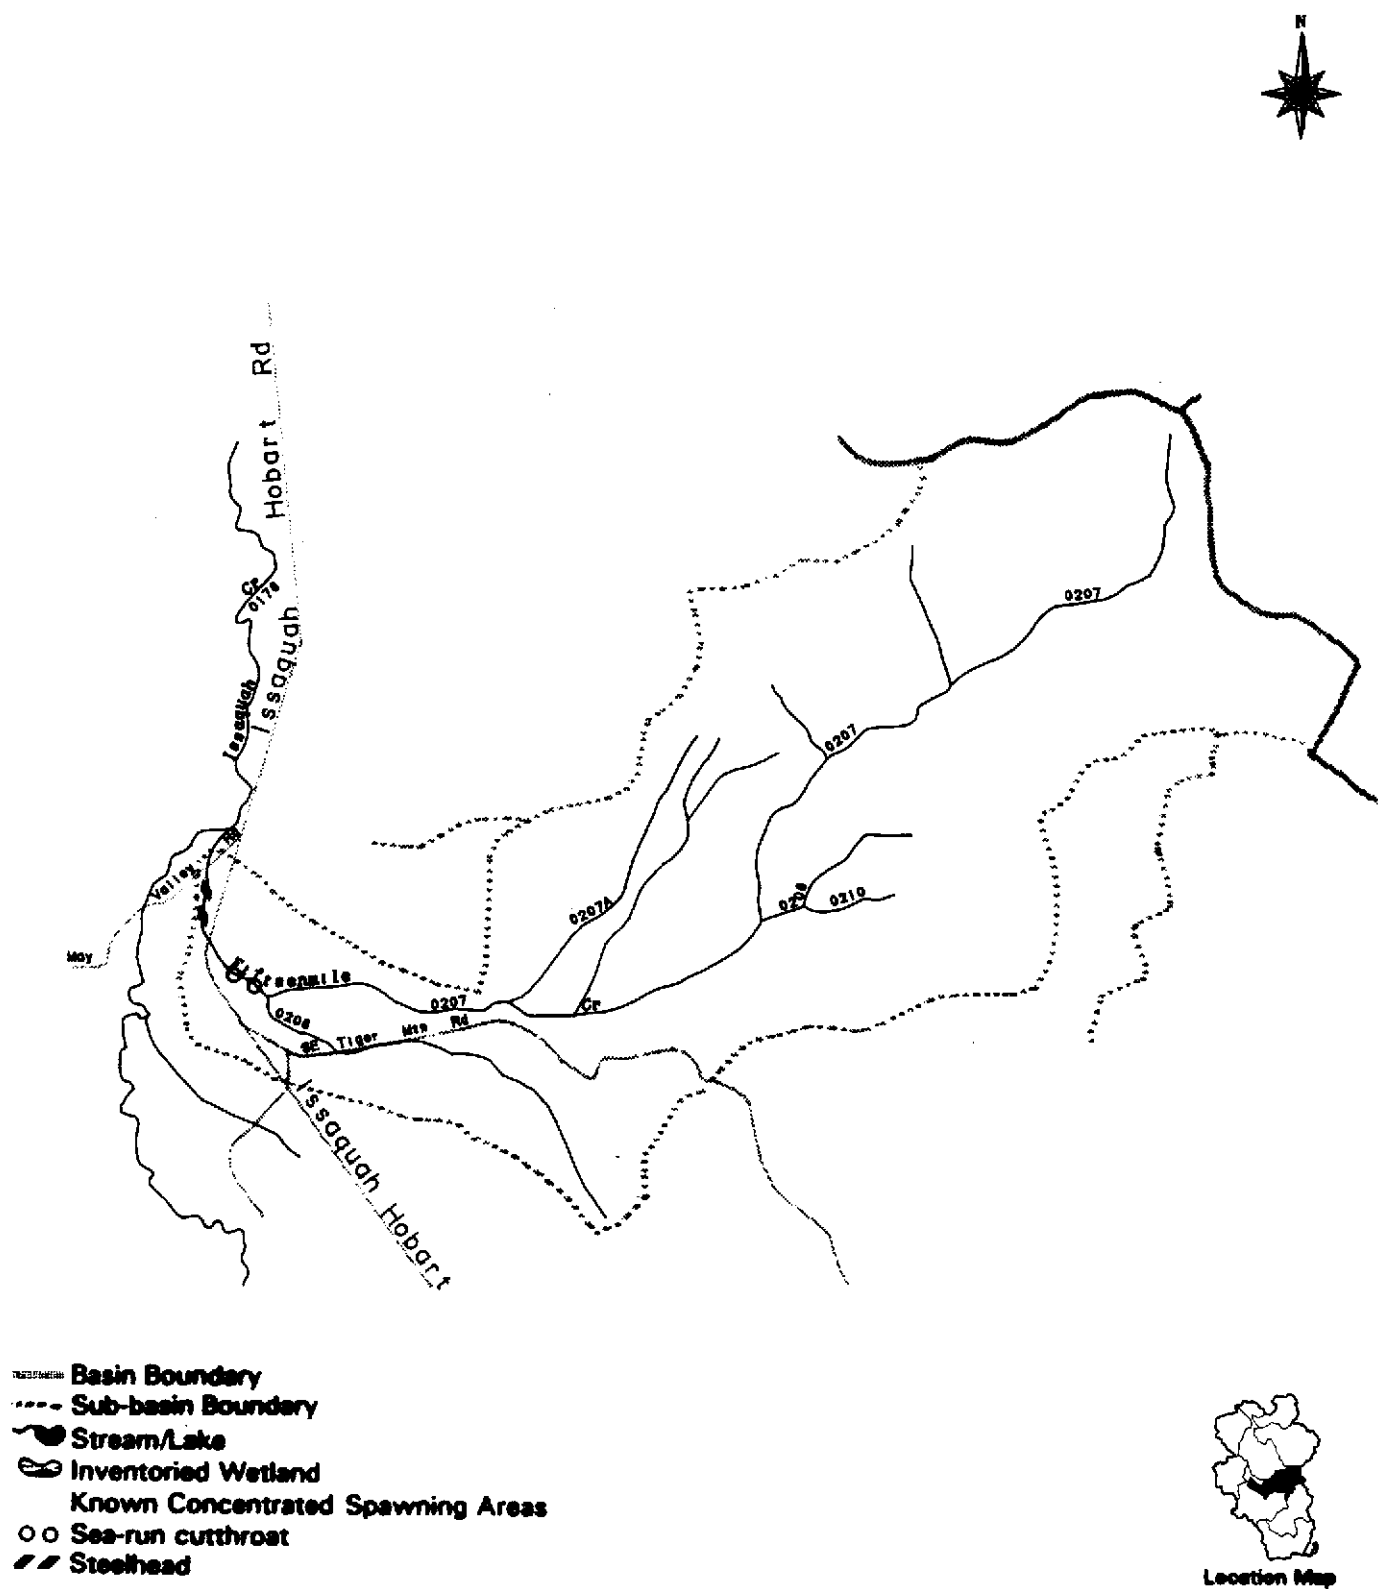 N
Issaquah Hobart Rd
Issaquah Cr
0178
0207
0207
Valley Rd
May
0207A
0209
0210
Fifteenmile
0207
Cr
0208
SE Tiger Mtn Rd
Issaquah Hobart
Basin Boundary
Sub-basin Boundary
Stream/Lake
Inventoried Wetland
Known Concentrated Spawning Areas
Sea-run cutthroat
Steelhead
Location Map